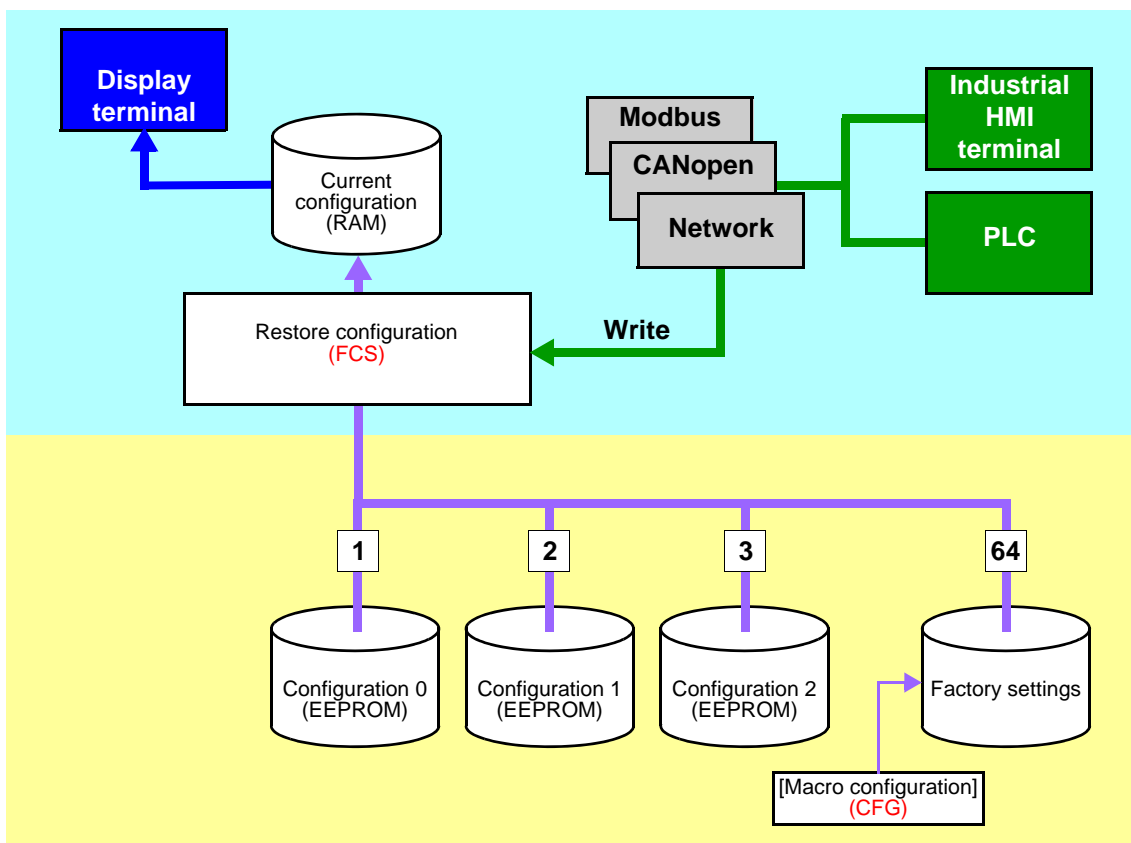 Display
terminal
Current
configuration
(RAM)
Modbus
CANopen
Network
Industrial
HMI
terminal
PLC
Restore configuration
(FCS)
Write
1
2
3
64
Configuration 0
(EEPROM)
Configuration 1
(EEPROM)
Configuration 2
(EEPROM)
Factory settings
[Macro configuration]
(CFG)